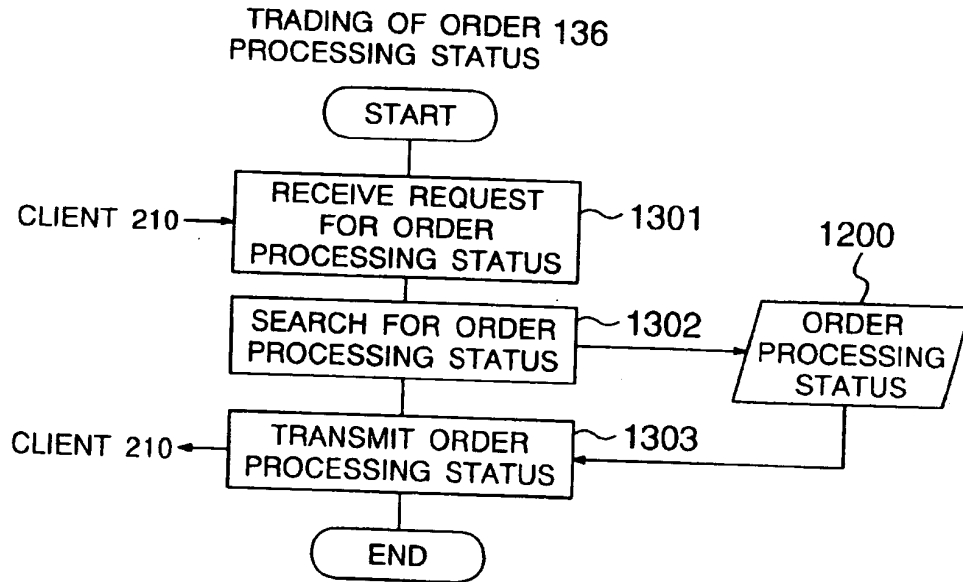 TRADING OF ORDER 136
PROCESSING STATUS
START
RECEIVE REQUEST
FOR ORDER
PROCESSING STATUS
CLIENT 210
1301
SEARCH FOR ORDER
PROCESSING STATUS
1302
1200
ORDER
PROCESSING
STATUS
TRANSMIT ORDER
PROCESSING STATUS
CLIENT 210
1303
END